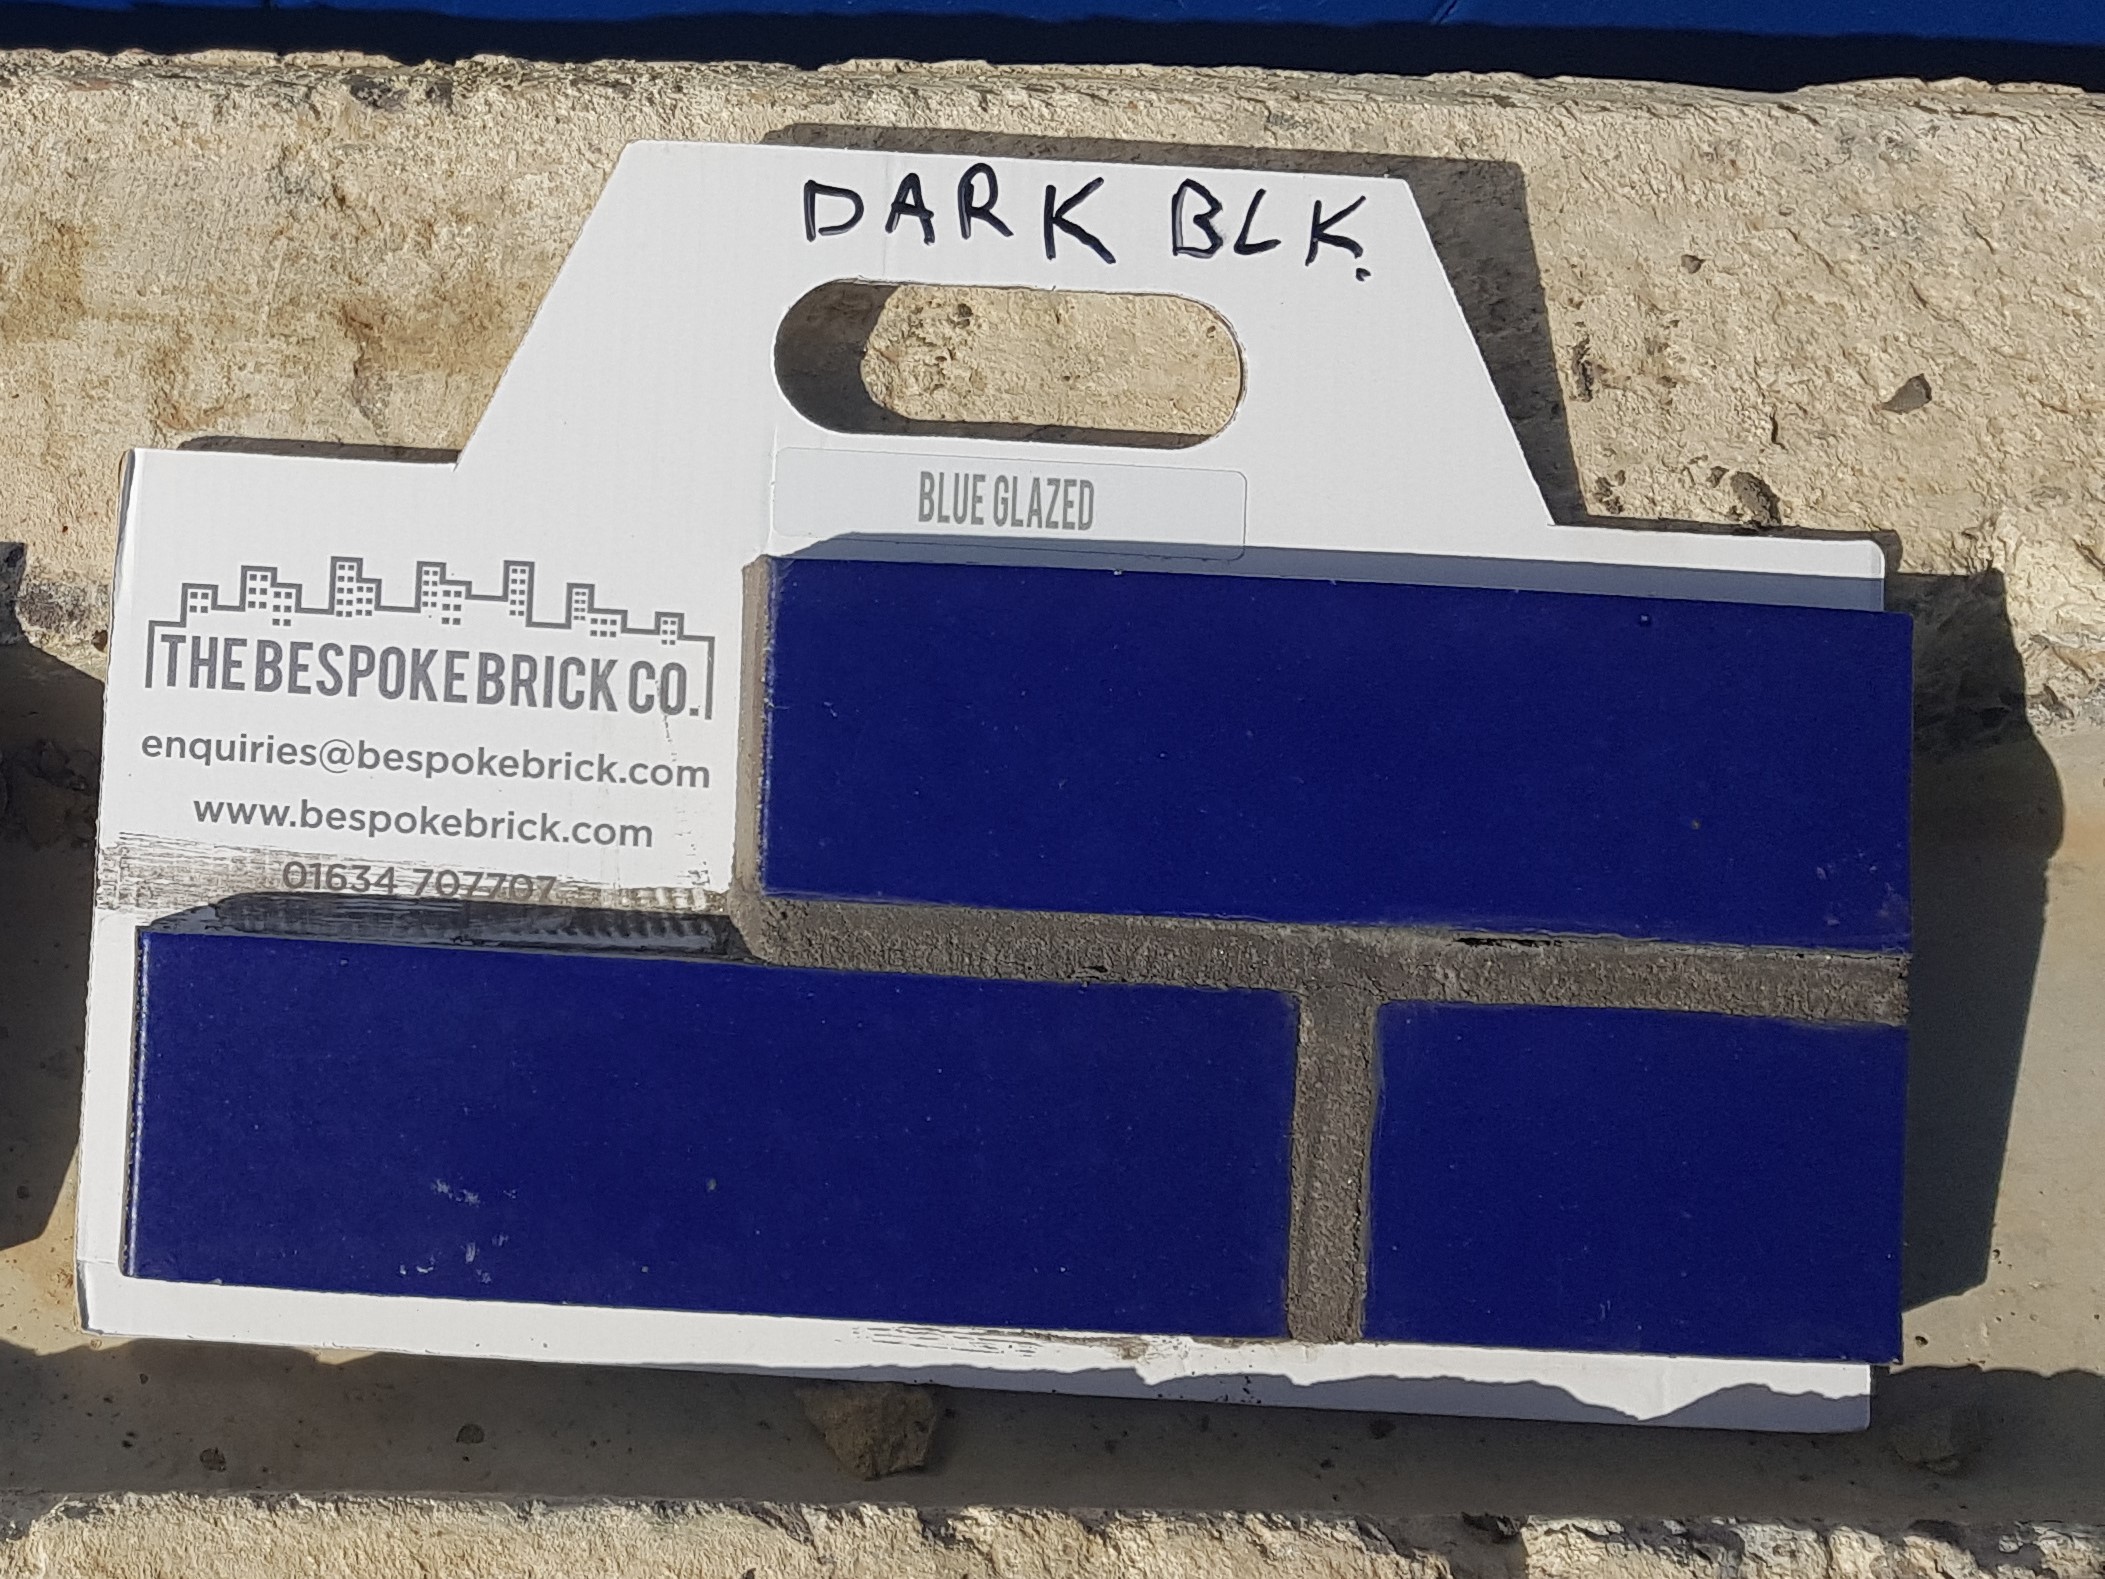 DARK BLK.
BLUE GLAZED
THE BESPOKE BRICK CO.
enquiries@bespokebrick.com
www.bespokebrick.com
01634 707707